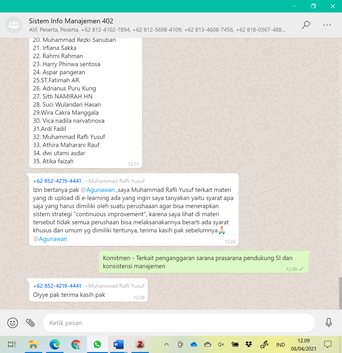 Sistem Info Manajemen 402
Alif, Peserta, Peserta, +62 812-4102-7894, +62 812-5698-4109, +62 813-4608-7456, +62 818-0367-488...
20. Muhammad Rezki Sanuban
21. Irfiana Sakka
22. Rahmi Rahman
23. Harry Phinwa sentosa
24. Aspar pangeran
25.ST.Fatimah AR.
26. Adrianus Puru Kung
27. Sitti NAMIRAH HN
28. Suci Wulandari Hasan
29.Wira Cakra Manggala
30. Vica nadila narvatinova
31.Ardi Fadil
32. Muhammad Rafli Yusuf
33. Athira Maharani Rauf
34. dwi utami asdar
35. Atika faizah
+62 852-4219-4441 ~Muhammad Rafli Yusuf
Izin bertanya pak @Agunawan ,saya Muhammad Rafli Yusuf terkait materi
yang di upload di e-learning ada yang ingin saya tanyakan yaitu syarat apa
saja yang harus dimiliki oleh suatu perushaaan agar bisa menerapkan
sistem strategi "continuous improvement", karena saya lihat di materi
tersebut tidak semua perushaan bisa melaksanakannya berarti ada syarat
khusus dan umum yg dimiliki tentunya, terima kasih pak sebelumnya🙏
@Agunawan
12.03
Komitmen - Terkait penganggaran sarana prasarana pendukung SI dan
konsistensi manajemen
12.06
+62 852-4219-4441 ~Muhammad Rafli Yusuf
Oiyye pak terima kasih pak
12.08
Ketik pesan
IND
12.09
08/04/2021